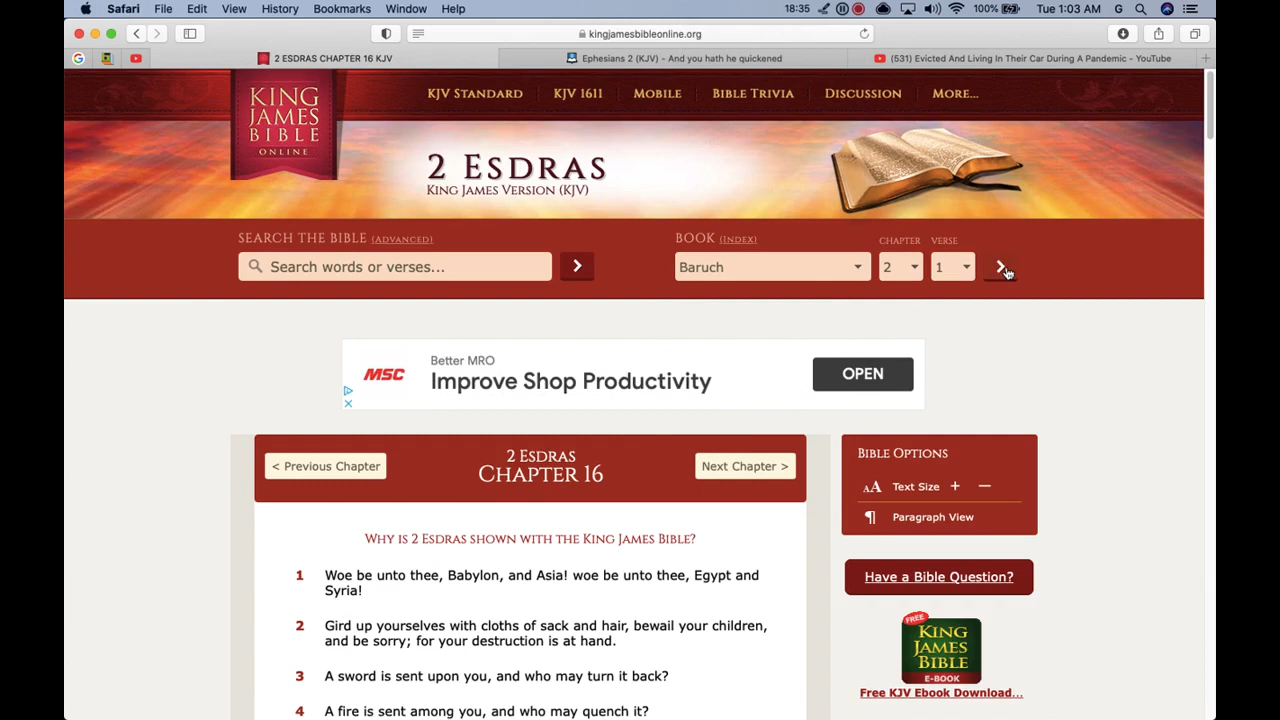 Safari File Edit View History Bookmarks Window Help 18:35 100% Tue 1:03 AM G
kingjamesbibleonline.org
2 ESDRAS CHAPTER 16 KJV
Ephesians 2 (KJV) - And you hath he quickened
(531) Evicted And Living In Their Car During A Pandemic - YouTube
KING
JAMES
BIBLE
ONLINE
KJV STANDARD KJV 1611 MOBILE BIBLE TRIVIA DISCUSSION MORE...
2 ESDRAS
KING JAMES VERSION (KJV)
SEARCH THE BIBLE (ADVANCED)
Search words or verses...
BOOK (INDEX) CHAPTER VERSE
Baruch 2 1
MSC
Better MRO
Improve Shop Productivity
OPEN
< Previous Chapter
2 ESDRAS
CHAPTER 16
Next Chapter >
WHY IS 2 ESDRAS SHOWN WITH THE KING JAMES BIBLE?
1 Woe be unto thee, Babylon, and Asia! woe be unto thee, Egypt and
Syria!
2 Gird up yourselves with cloths of sack and hair, bewail your children,
and be sorry; for your destruction is at hand.
3 A sword is sent upon you, and who may turn it back?
4 A fire is sent among you, and who may quench it?
BIBLE OPTIONS
AA Text Size + —
¶ Paragraph View
Have a Bible Question?
FREE
KING
JAMES
BIBLE
E-BOOK
Free KJV Ebook Download...